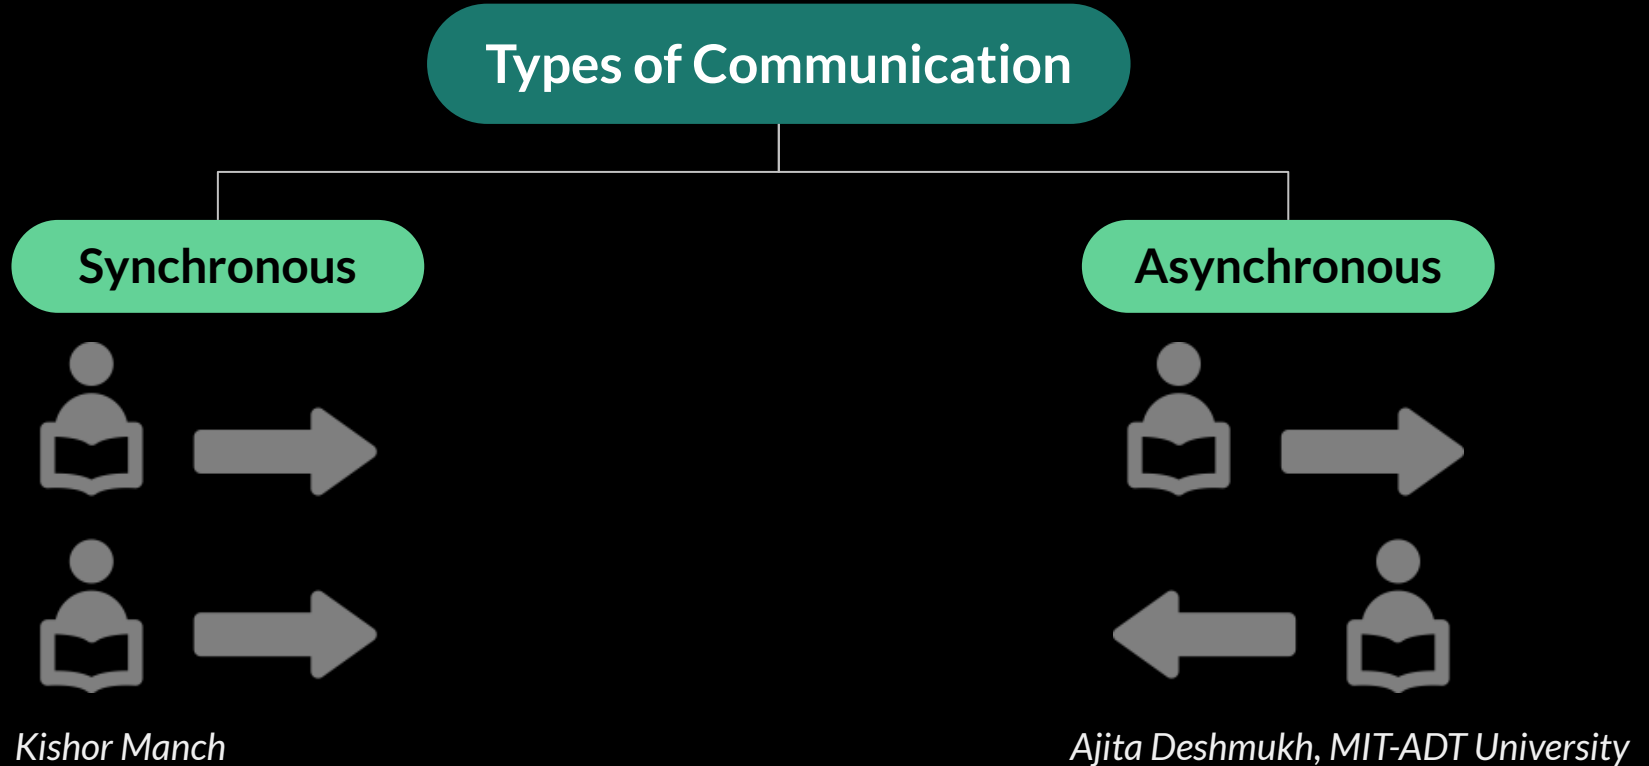 Types of Communication
Synchronous
Asynchronous
Kishor Manch
Ajita Deshmukh, MIT-ADT University